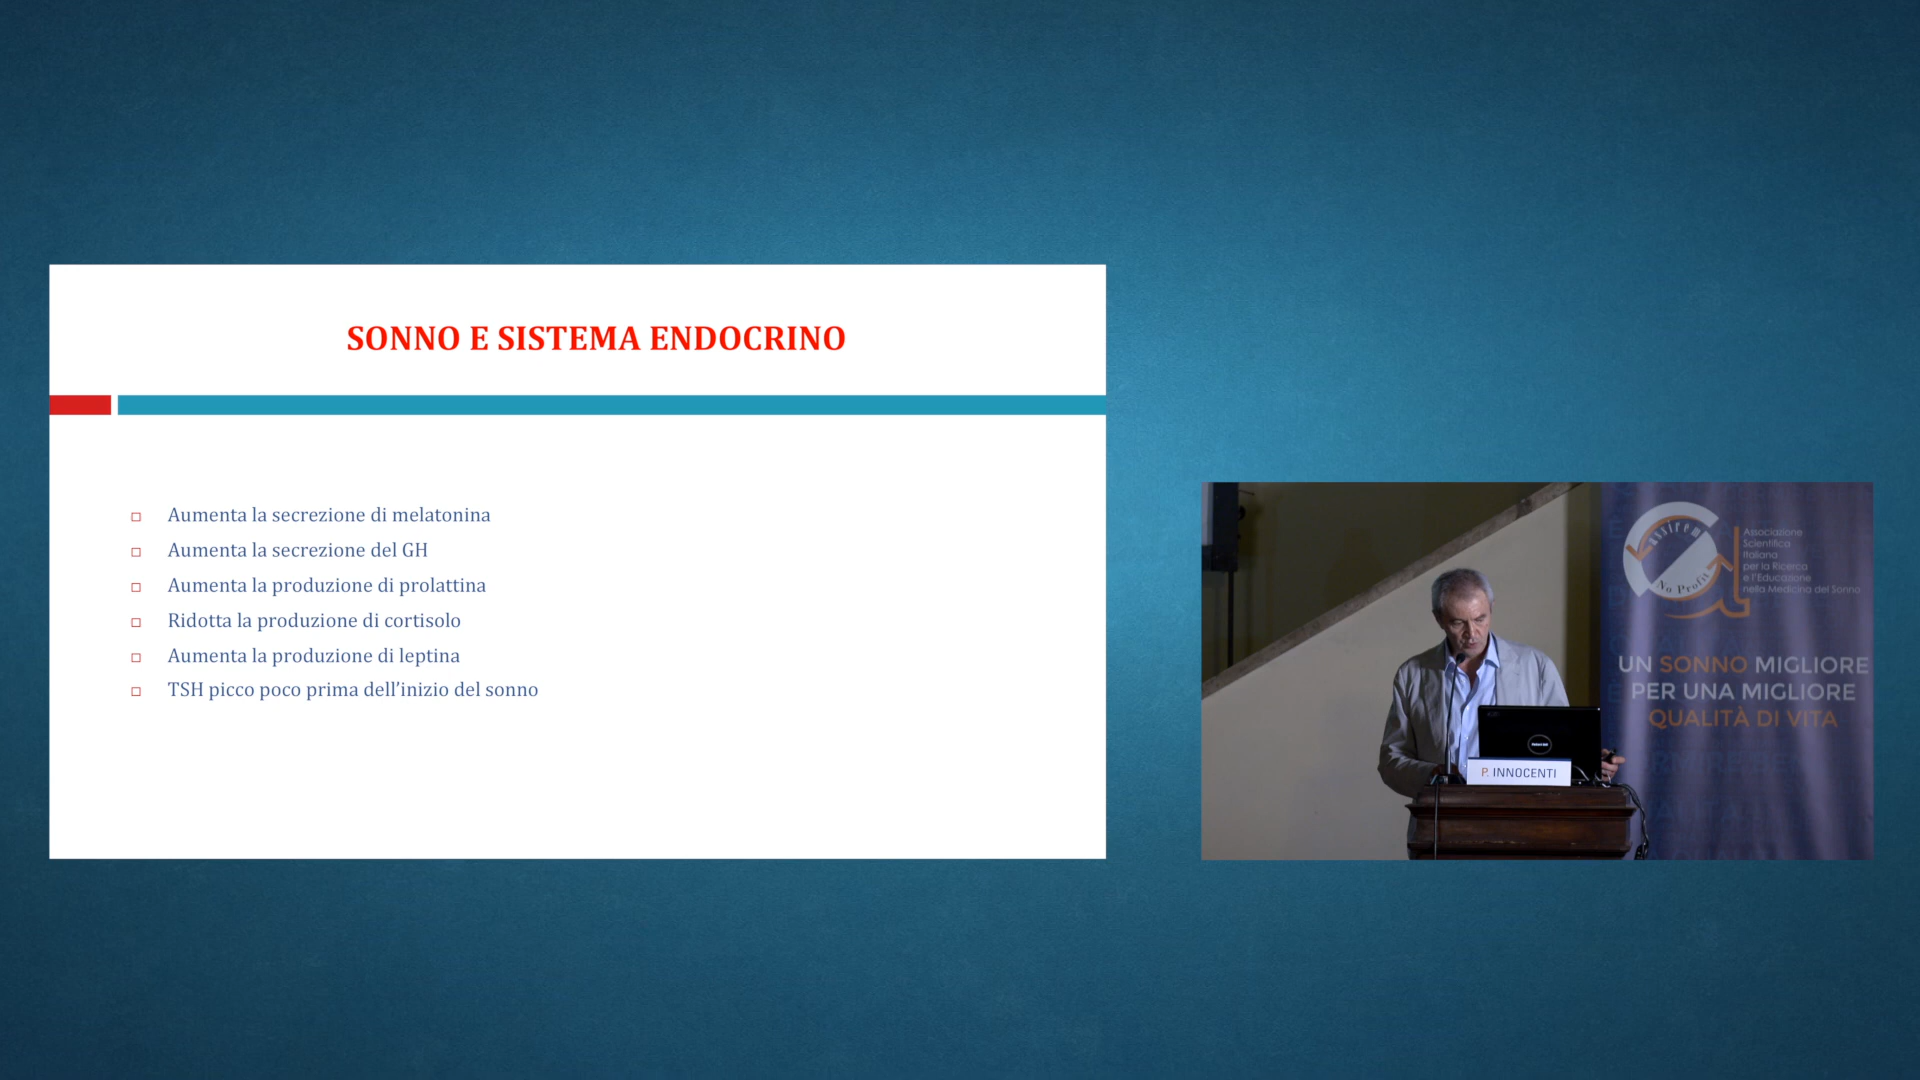 SONNO E SISTEMA ENDOCRINO
Aumenta la secrezione di melatonina
Aumenta la secrezione del GH
Aumenta la produzione di prolattina
Ridotta la produzione di cortisolo
Aumenta la produzione di leptina
TSH picco poco prima dell’inizio del sonno
assirem
No Profit
Associazione
Scientifica
Italiana
per la Ricerca
e l'Educazione
nella Medicina del Sonno
UN SONNO MIGLIORE
PER UNA MIGLIORE
QUALITÀ DI VITA
P. INNOCENTI